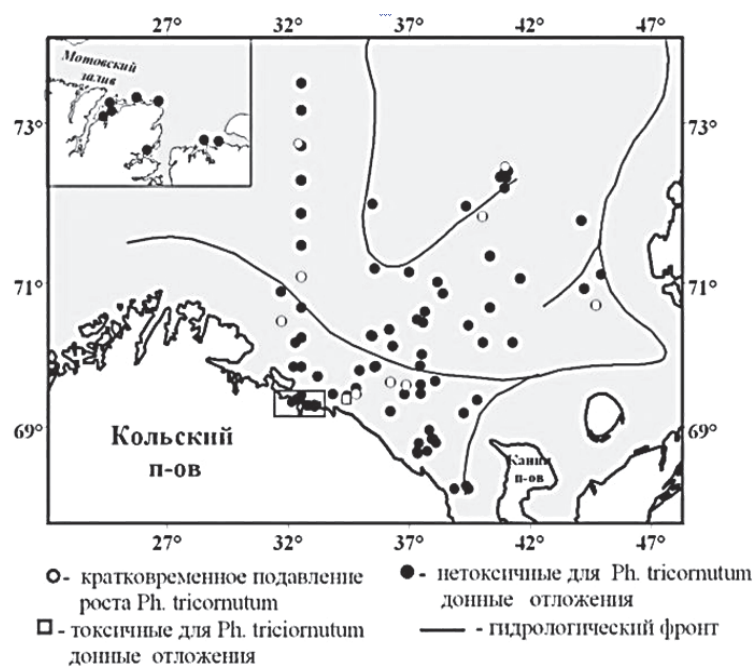 27° 32° 37° 42° 47°
Мотовский
залив
73° 73°
71° 71°
69° 69°
Кольский
п-ов
Канин
п-ов
27° 32° 37° 42° 47°
- кратковременное подавление
роста Ph. tricornutum
- токсичные для Ph. triciornutum
донные отложения
- нетоксичные для Ph. tricornutum
донные отложения
- гидрологический фронт